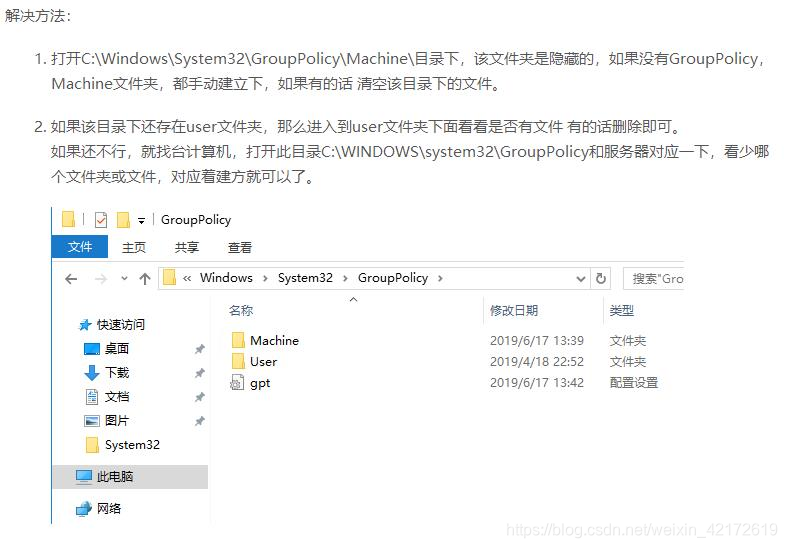 解决方法：
1. 打开C:\Windows\System32\GroupPolicy\Machine\目录下，该文件夹是隐藏的，如果没有GroupPolicy，
Machine文件夹，都手动建立下，如果有的话 清空该目录下的文件。
2. 如果该目录下还存在user文件夹，那么进入到user文件夹下面看看是否有文件 有的话删除即可。
如果还不行，就找台计算机，打开此目录C:\WINDOWS\system32\GroupPolicy和服务器对应一下，看少哪
个文件夹或文件，对应着建方就可以了。
GroupPolicy
文件 主页 共享 查看
« Windows › System32 › GroupPolicy › 搜索"Gro
名称 修改日期 类型
快速访问
桌面
下载
文档
图片
System32
此电脑
网络
Machine 2019/6/17 13:39 文件夹
User 2019/4/18 22:52 文件夹
gpt 2019/6/17 13:42 配置设置
https://blog.csdn.net/weixin_42172619